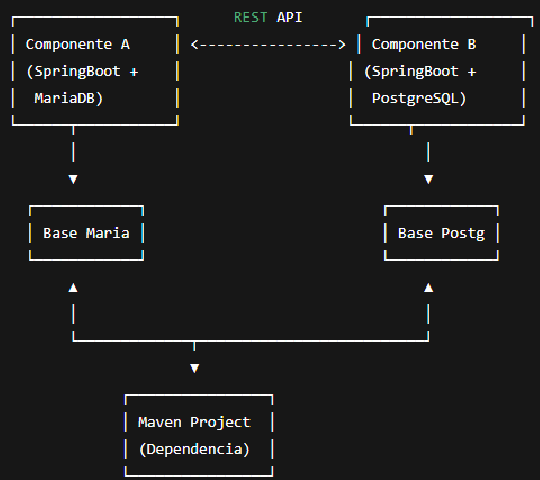 REST API
Componente A <----------------> Componente B
(SpringBoot + (SpringBoot +
MariaDB) PostgreSQL)
Base Maria Base Postg
Maven Project
(Dependencia)